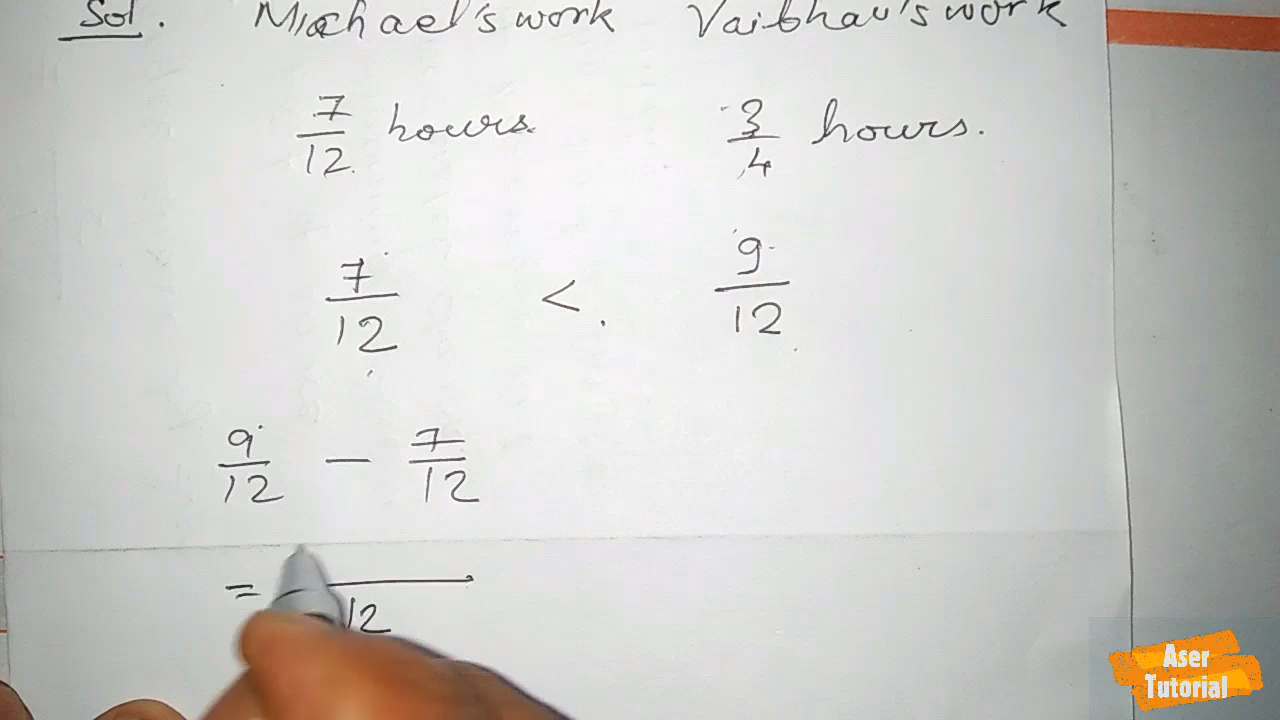 Sol. Michael's work Vaibhav's work
7/12 hours. 3/4 hours.
7/12 < 9/12
9/12 - 7/12
= /12
Aser
Tutorial